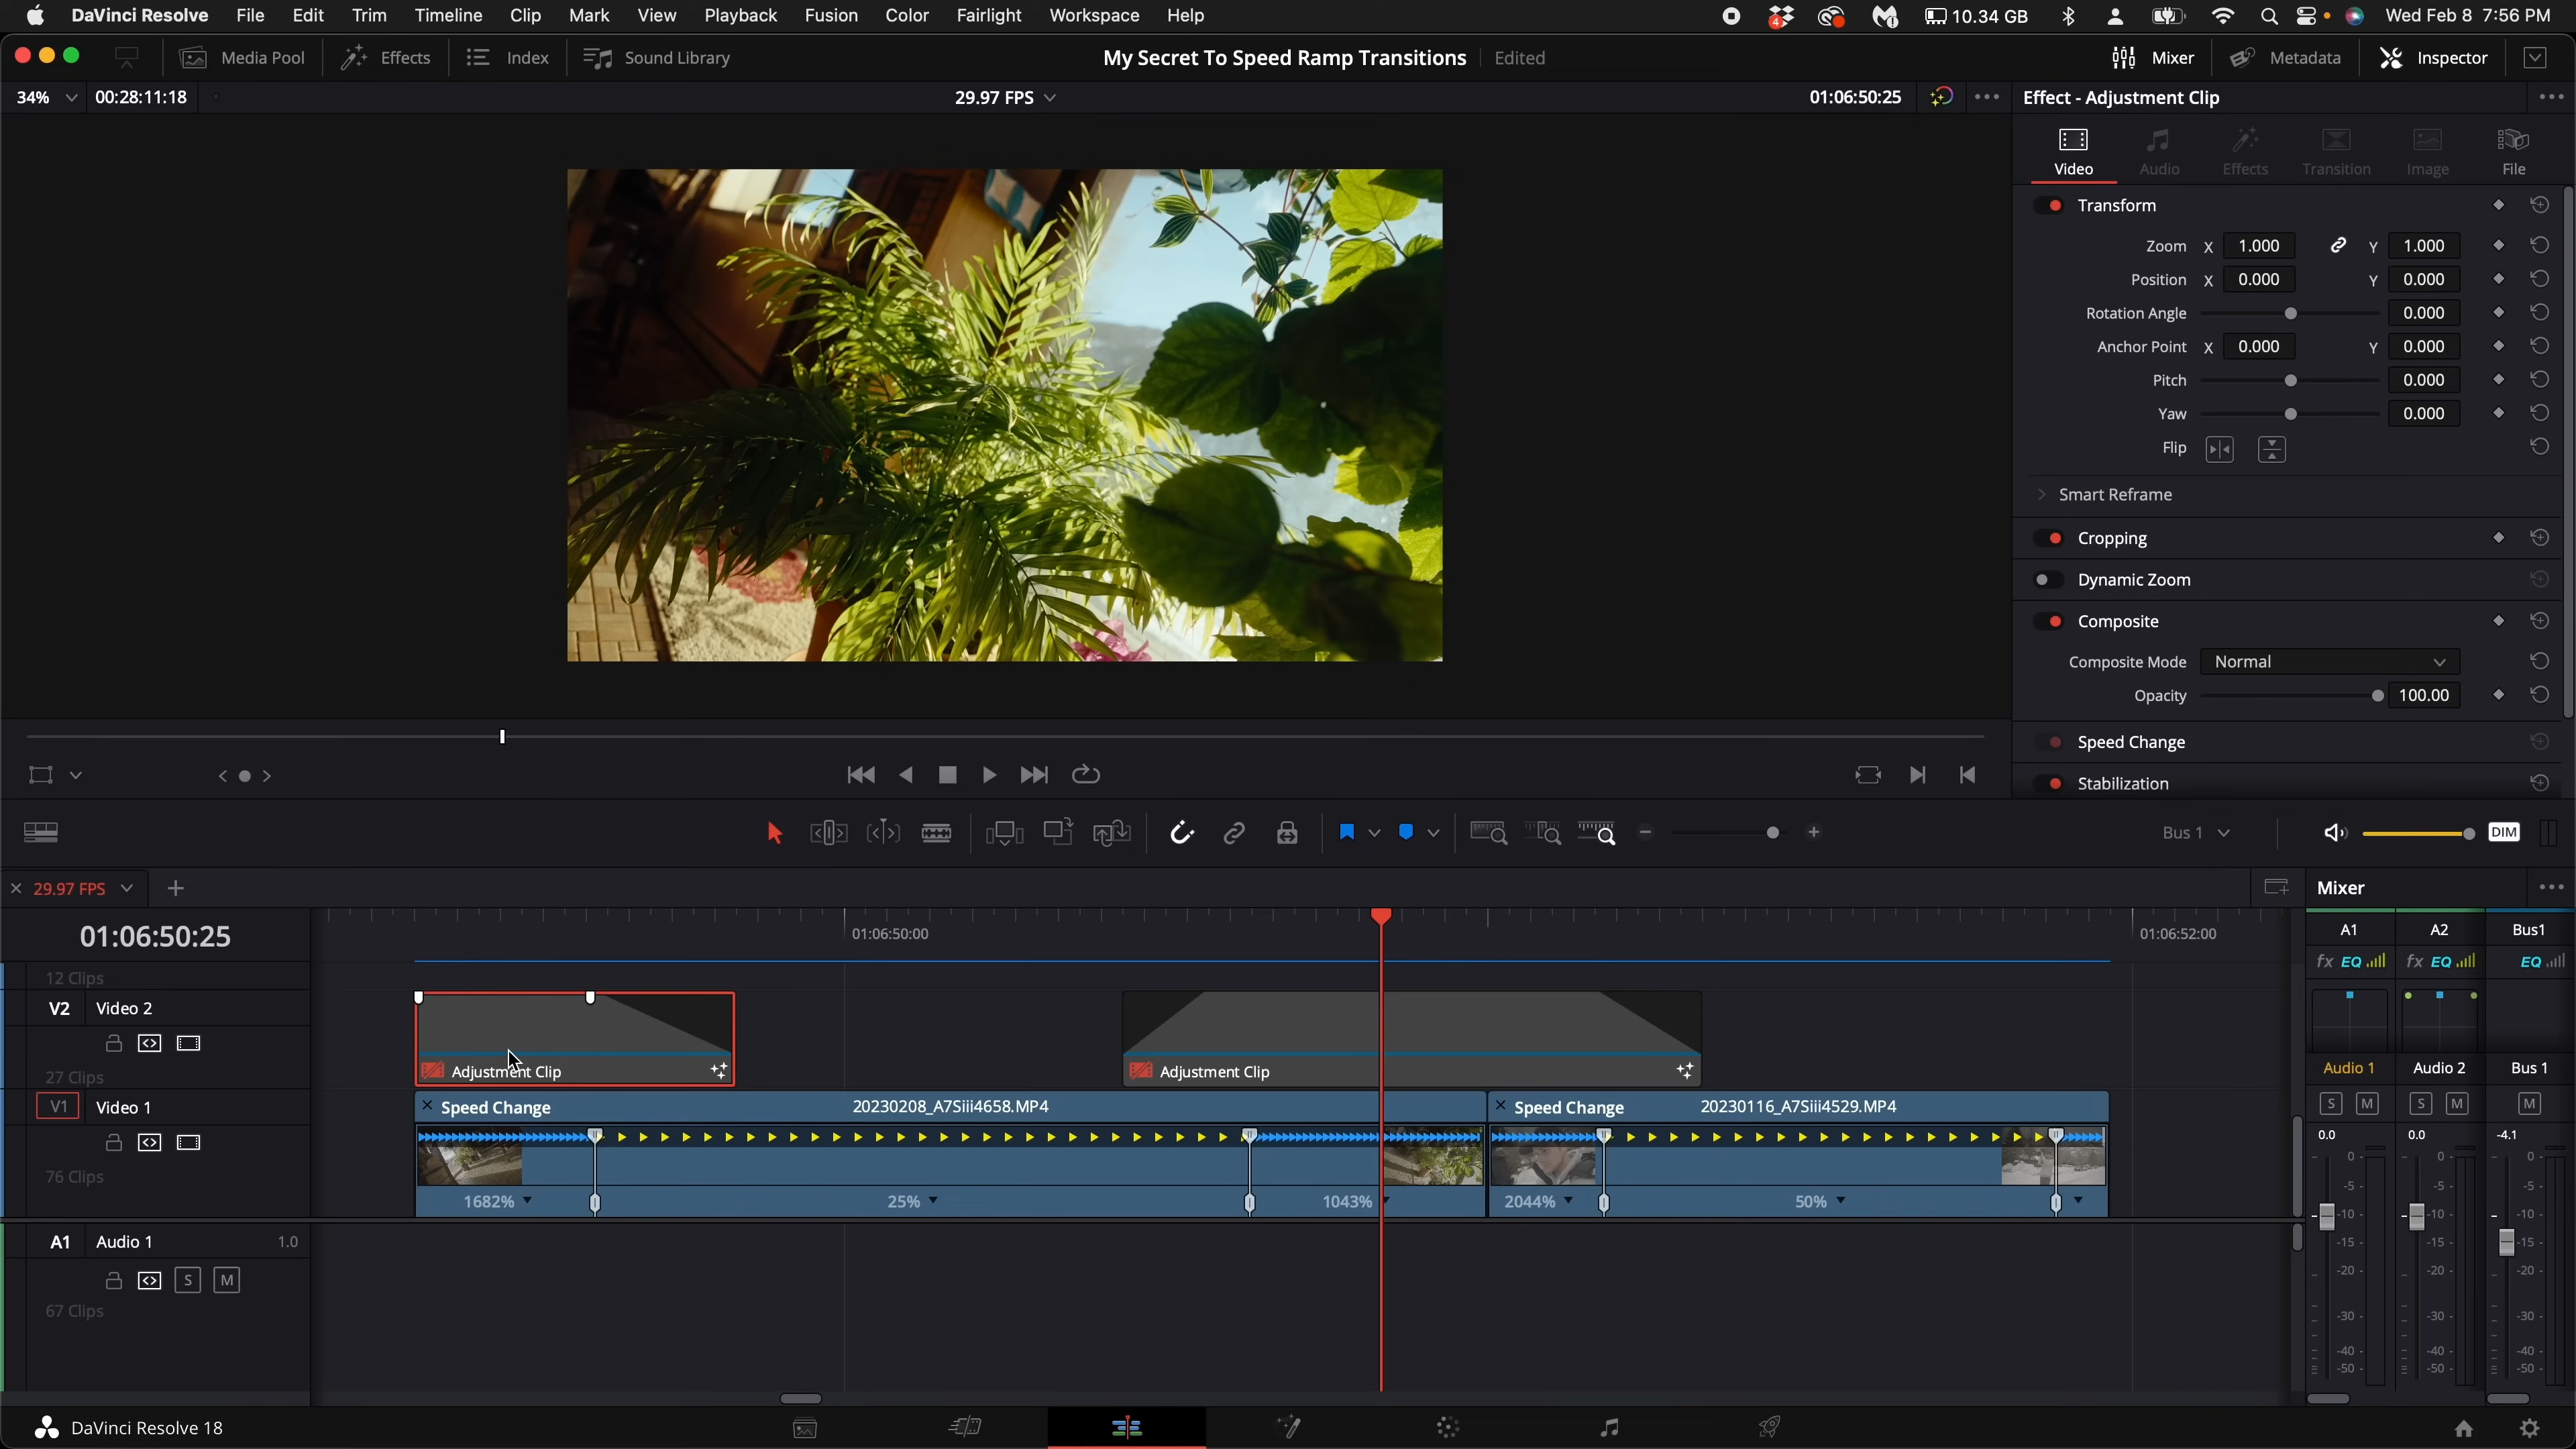 DaVinci Resolve File Edit Trim Timeline Clip Mark View Playback Fusion Color Fairlight Workspace Help 4 10.34 GB Wed Feb 8 7:56 PM
Media Pool Effects Index Sound Library My Secret To Speed Ramp Transitions Edited Mixer Metadata Inspector
34% 00:28:11:18 29.97 FPS 01:06:50:25 Effect - Adjustment Clip
Video Audio Effects Transition Image File
Transform
Zoom X 1.000 Y 1.000
Position X 0.000 Y 0.000
Rotation Angle 0.000
Anchor Point X 0.000 Y 0.000
Pitch 0.000
Yaw 0.000
Flip
Smart Reframe
Cropping
Dynamic Zoom
Composite
Composite Mode Normal
Opacity 100.00
Speed Change
Stabilization
Bus 1 DIM
29.97 FPS Mixer
01:06:50:25 01:06:50:00 01:06:52:00 A1 A2 Bus1
fx EQ fx EQ EQ
12 Clips
V2 Video 2
27 Clips
Adjustment Clip Adjustment Clip
Audio 1 Audio 2 Bus 1
V1 Video 1 Speed Change 20230208_A7Siii4658.MP4 Speed Change 20230116_A7Siii4529.MP4 S M S M M
0.0 0.0 -4.1
76 Clips
1682% 25% 1043% 2044% 50%
A1 Audio 1 1.0
S M
67 Clips
0 0 0
-5 -5 -5
-10 -10 -10
-15 -15 -15
-20 -20 -20
-30 -30 -30
-40 -40 -40
-50 -50 -50
DaVinci Resolve 18